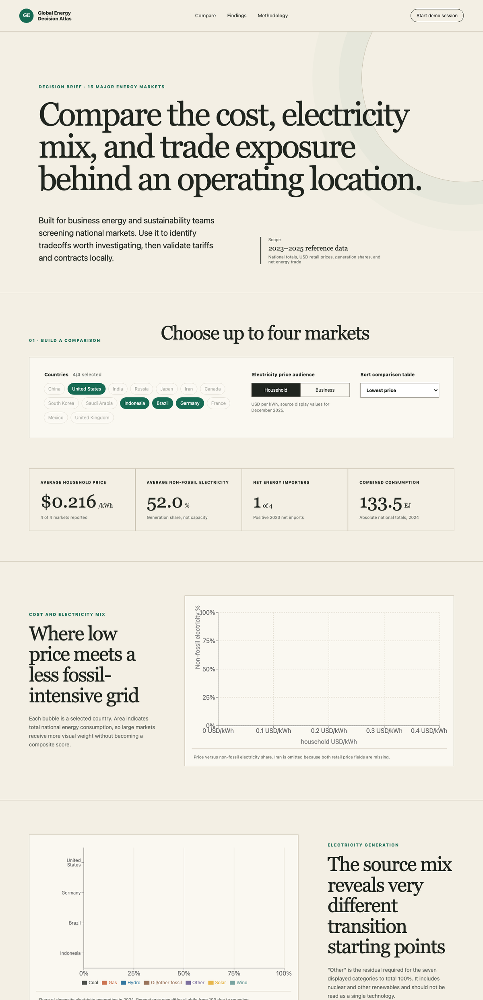 GE
Global Energy
Decision Atlas
Compare
Findings
Methodology
Start demo session
DECISION BRIEF · 15 MAJOR ENERGY MARKETS
Compare the cost, electricity
mix, and trade exposure
behind an operating location.
Built for business energy and sustainability teams
screening national markets. Use it to identify
tradeoffs worth investigating, then validate tariffs
and contracts locally.
Scope
2023–2025 reference data
National totals, USD retail prices, generation shares, and
net energy trade
01 · BUILD A COMPARISON
Choose up to four markets
Countries 4/4 selected
China
United States
India
Russia
Japan
Iran
Canada
South Korea
Saudi Arabia
Indonesia
Brazil
Germany
France
Mexico
United Kingdom
Electricity price audience
Household
Business
USD per kWh, source display values for
December 2025.
Sort comparison table
Lowest price
AVERAGE HOUSEHOLD PRICE
$0.216 /kWh
4 of 4 markets reported
AVERAGE NON-FOSSIL ELECTRICITY
52.0 %
Generation share, not capacity
NET ENERGY IMPORTERS
1 of 4
Positive 2023 net imports
COMBINED CONSUMPTION
133.5 EJ
Absolute national totals, 2024
COST AND ELECTRICITY MIX
Where low
price meets a
less fossil-
intensive grid
Each bubble is a selected country. Area indicates
total national energy consumption, so large markets
receive more visual weight without becoming a
composite score.
Non-fossil electricity %
100%
75%
50%
25%
0%
0 USD/kWh
0.1 USD/kWh
0.2 USD/kWh
0.3 USD/kWh
0.4 USD/kWh
household USD/kWh
Price versus non-fossil electricity share. Iran is omitted because both retail price fields are missing.
United
States
Germany
Brazil
Indonesia
0%
25%
50%
75%
100%
Coal
Gas
Hydro
Oil/other fossil
Other
Solar
Wind
Share of domestic electricity generation in 2024. Percentages may differ slightly from 100 due to rounding.
ELECTRICITY GENERATION
The source mix
reveals very
different
transition
starting points
“Other” is the residual required for the seven
displayed categories to total 100%. It includes
nuclear and other renewables and should not be
read as a single technology.